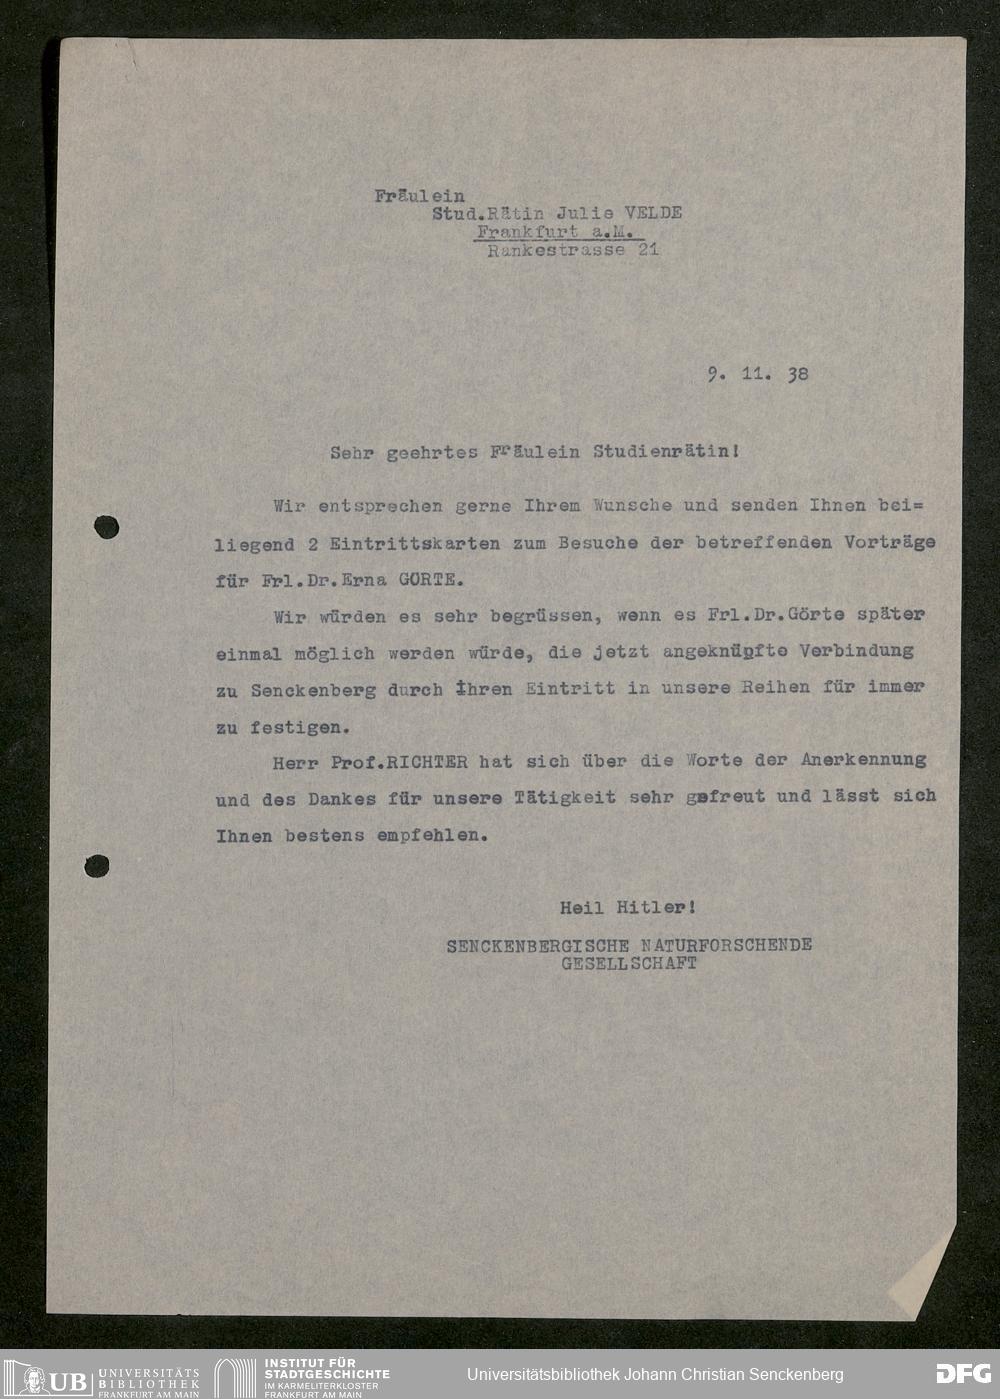 Fräulein
Stud.Rätin Julie VELDE
Frankfurt a.M.
Rankestrasse 21
9. 11. 38
Sehr geehrtes Fräulein Studienrätin!
Wir entsprechen gerne Ihrem Wunsche und senden Ihnen bei=
liegend 2 Eintrittskarten zum Besuche der betreffenden Vorträge
für Frl.Dr.Erna GÖRTE.
Wir würden es sehr begrüssen, wenn es Frl.Dr.Görte später
einmal möglich werden würde, die jetzt angeknüpfte Verbindung
zu Senckenberg durch ihren Eintritt in unsere Reihen für immer
zu festigen.
Herr Prof.RICHTER hat sich über die Worte der Anerkennung
und des Dankes für unsere Tätigkeit sehr gefreut und lässt sich
Ihnen bestens empfehlen.
Heil Hitler!
SENCKENBERGISCHE NATURFORSCHENDE
GESELLSCHAFT
UB UNIVERSITÄTS
BIBLIOTHEK
FRANKFURT AM MAIN
INSTITUT FÜR
STADTGESCHICHTE
IM KARMELITERKLOSTER
FRANKFURT AM MAIN
Universitätsbibliothek Johann Christian Senckenberg
DFG